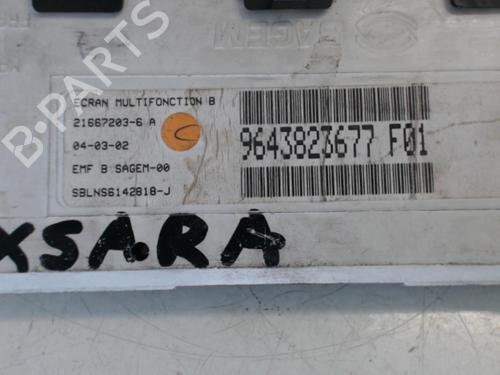 SAGEM
ECRAN MULTIFONCTION B
21667203-6 A
04-03-02
EMF B SAGEM-00
SBLNS6142818-J
9643823677 F01
XSARA
B-PARTS